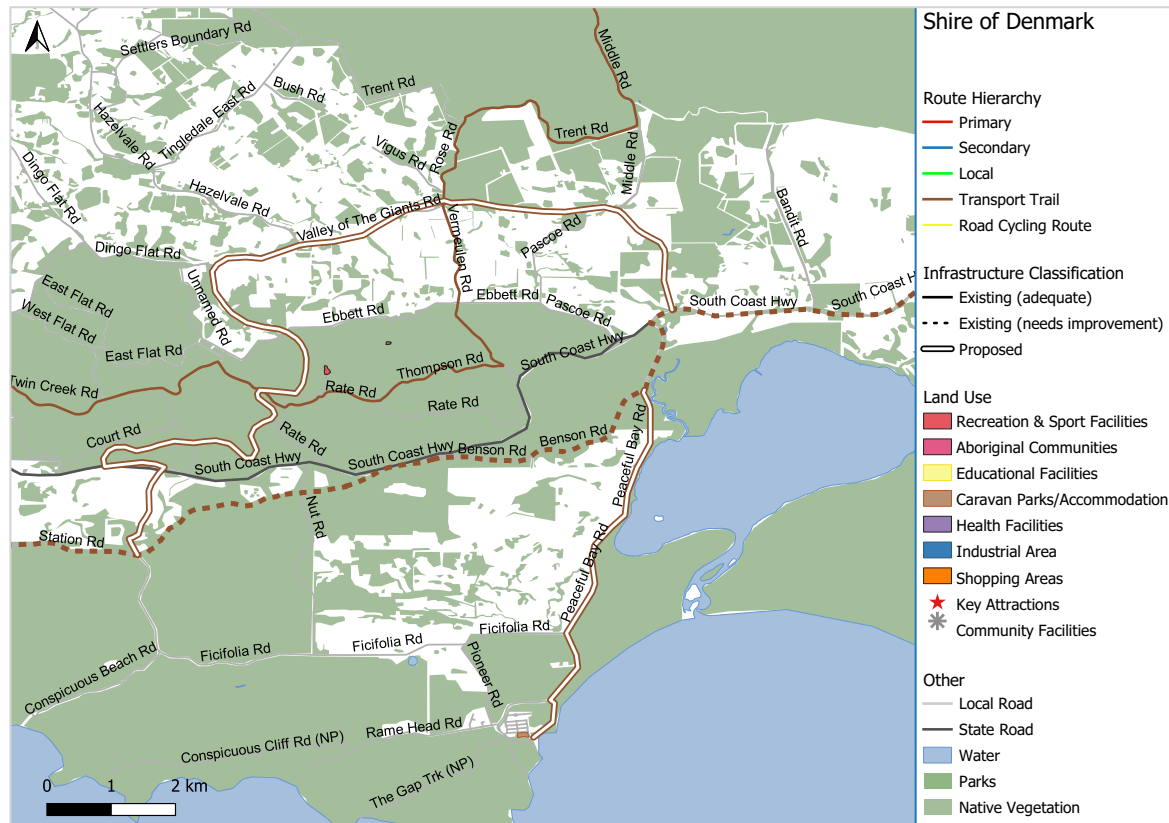 Shire of Denmark
Route Hierarchy
Primary
Secondary
Local
Transport Trail
Road Cycling Route
Infrastructure Classification
Existing (adequate)
Existing (needs improvement)
Proposed
Land Use
Recreation & Sport Facilities
Aboriginal Communities
Educational Facilities
Caravan Parks/Accommodation
Health Facilities
Industrial Area
Shopping Areas
Key Attractions
Community Facilities
Other
Local Road
State Road
Water
Parks
Native Vegetation
Settlers Boundary Rd
Middle Rd
Bush Rd
Trent Rd
Hazelvale Rd
Tingledale East Rd
Trent Rd
Vigus Rd
Rose Rd
Middle Rd
Dingo Flat Rd
Hazelvale Rd
Valley of The Giants Rd
Vermeulen Rd
Pascoe Rd
Bandit Rd
Dingo Flat Rd
Unnamed Rd
East Flat Rd
West Flat Rd
East Flat Rd
Ebbett Rd
Ebbett Rd
Pascoe Rd
South Coast Hwy
South Coast H
South Coast Hwy
Twin Creek Rd
Rate Rd
Thompson Rd
Rate Rd
Court Rd
Rate Rd
South Coast Hwy
South Coast Hwy
Benson Rd
Benson Rd
Peaceful Bay Rd
Station Rd
Nut Rd
Peaceful Bay Rd
Ficifolia Rd
Ficifolia Rd
Ficifolia Rd
Conspicuous Beach Rd
Pioneer Rd
Rame Head Rd
Conspicuous Cliff Rd (NP)
The Gap Trk (NP)
0 1 2 km